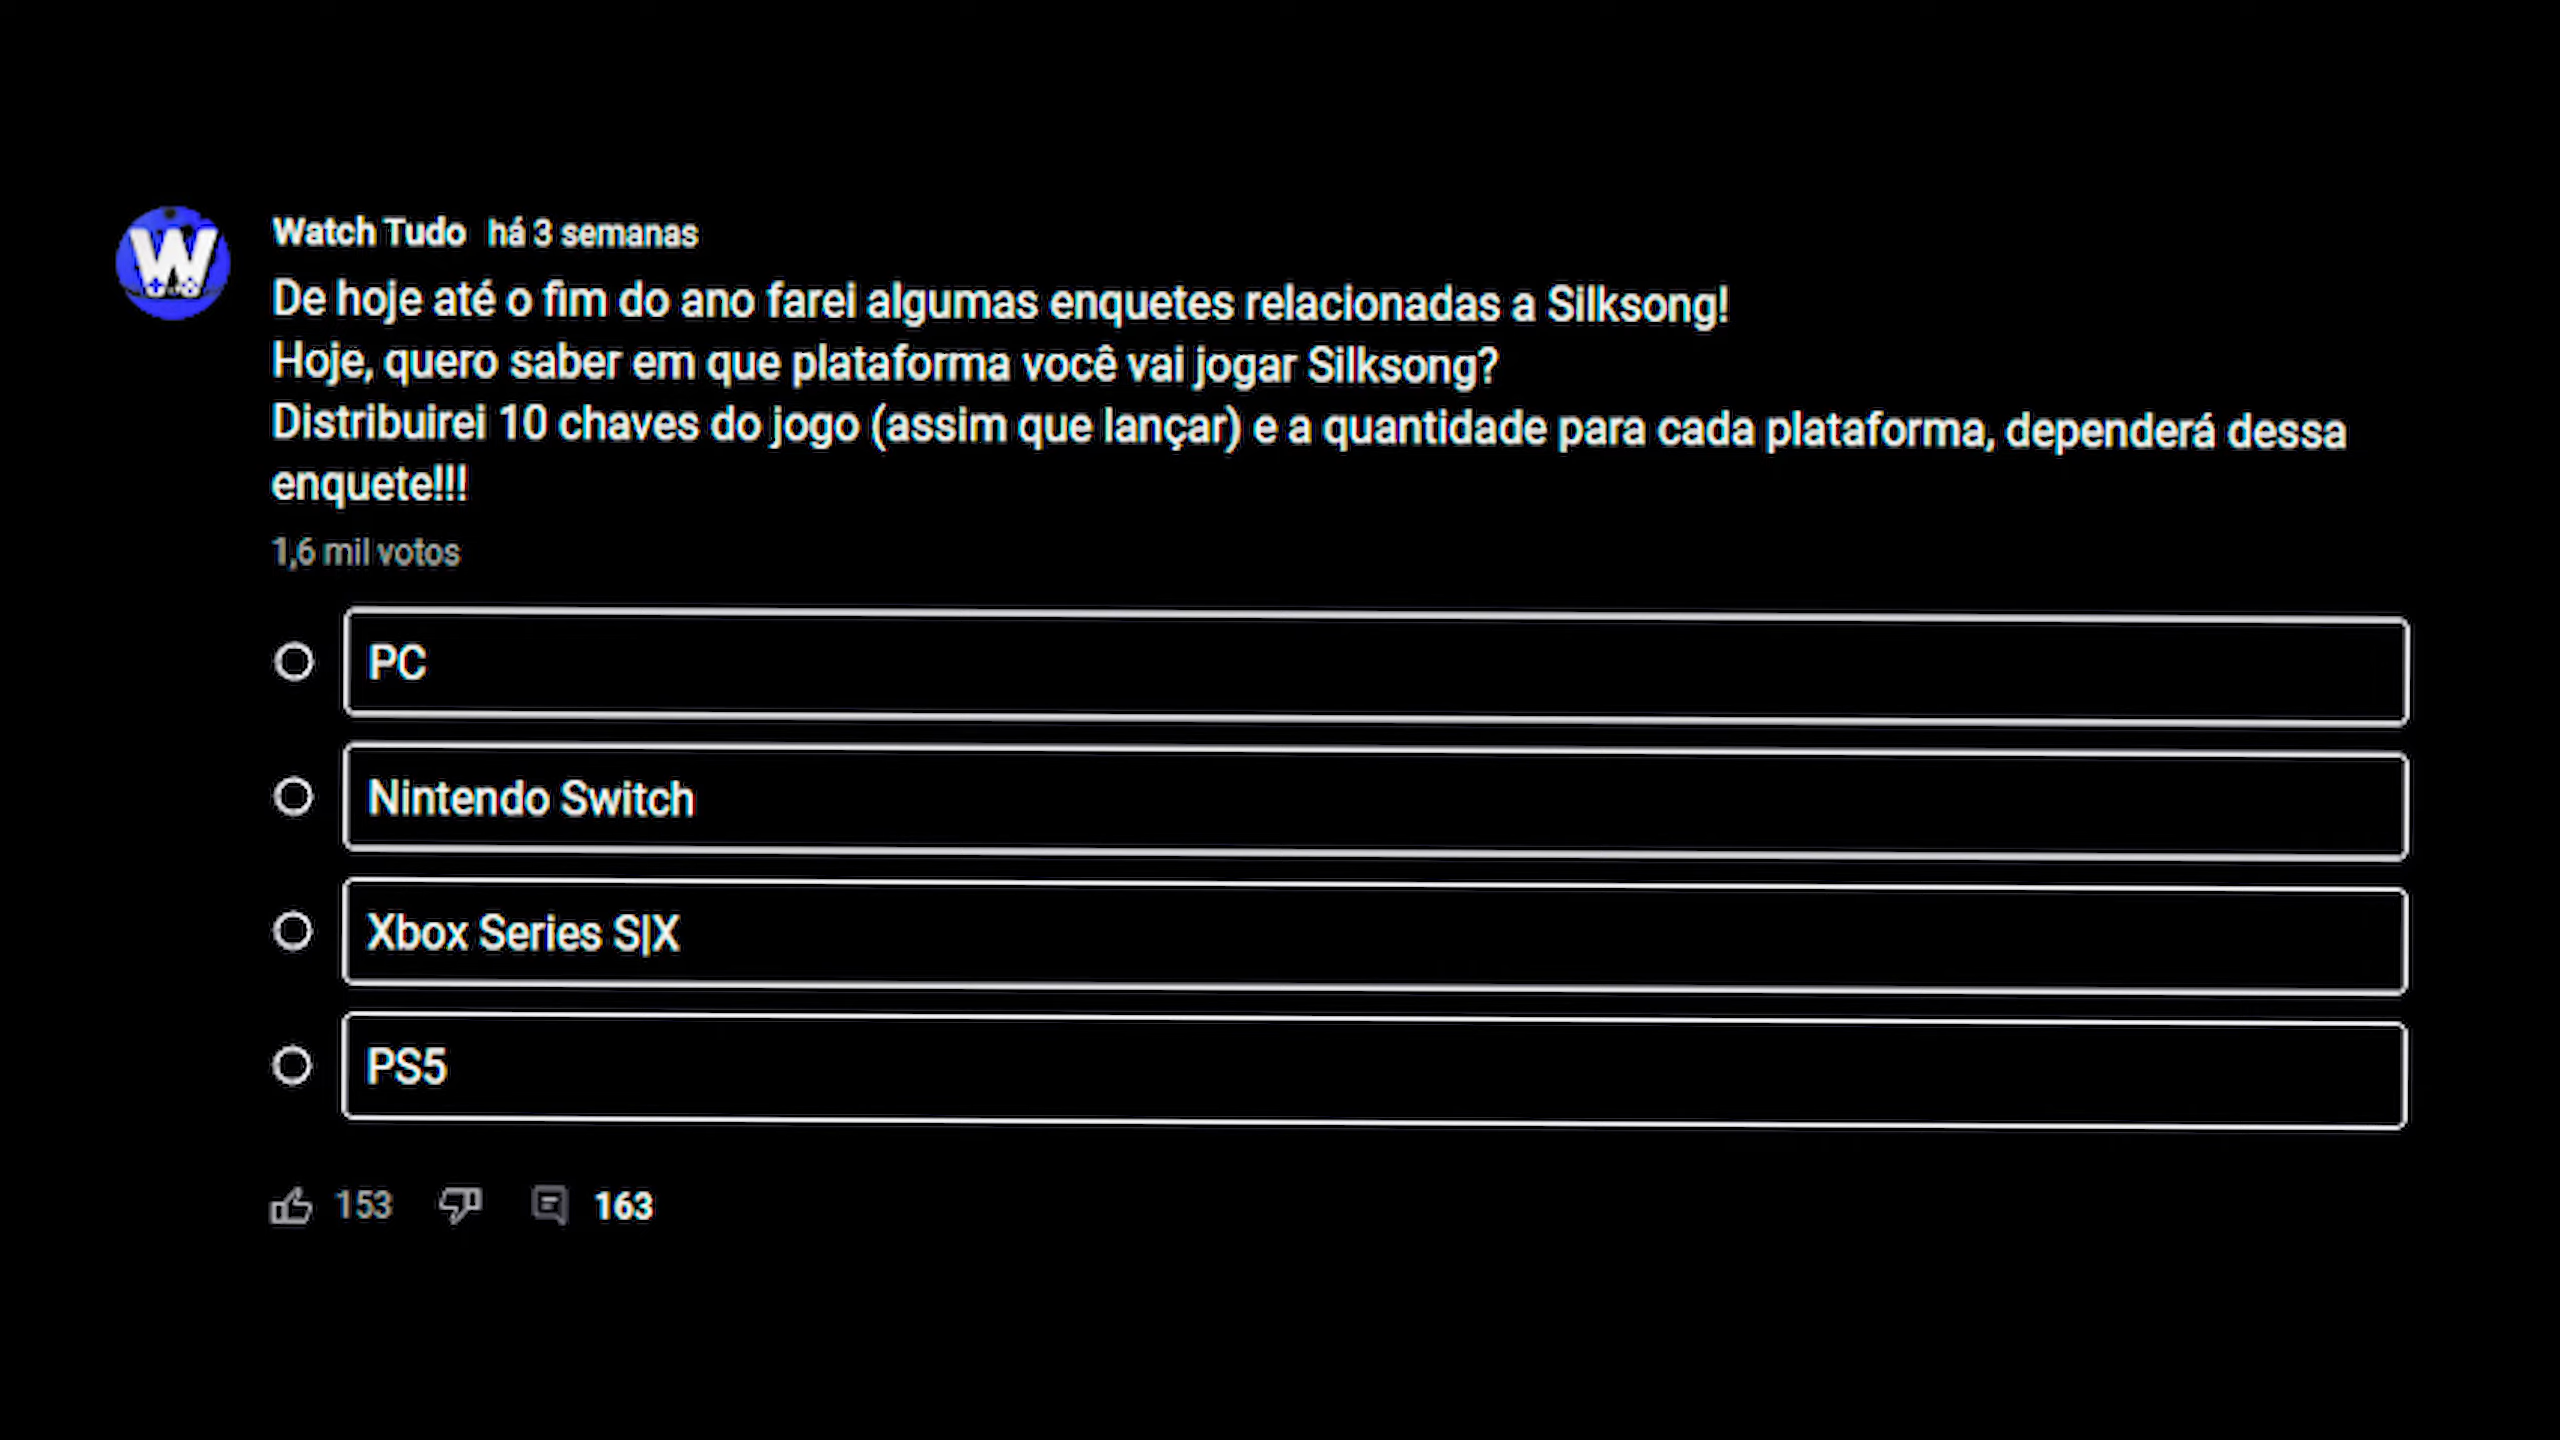 W
Watch Tudo há 3 semanas
De hoje até o fim do ano farei algumas enquetes relacionadas a Silksong!
Hoje, quero saber em que plataforma você vai jogar Silksong?
Distribuirei 10 chaves do jogo (assim que lançar) e a quantidade para cada plataforma, dependerá dessa
enquete!!!
1,6 mil votos
PC
Nintendo Switch
Xbox Series S|X
PS5
153 163